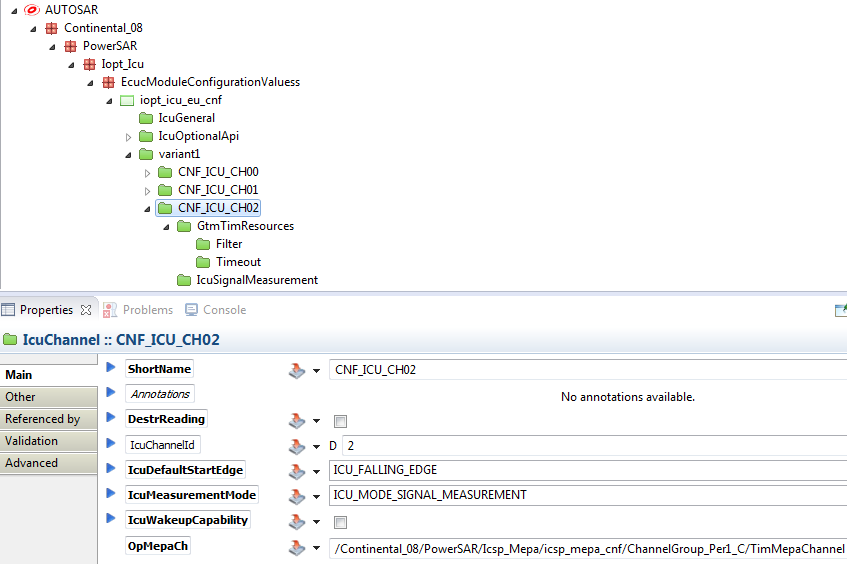 AUTOSAR
Continental_08
PowerSAR
Iopt_Icu
EcucModuleConfigurationValuess
iopt_icu_eu_cnf
IcuGeneral
IcuOptionalApi
variant1
CNF_ICU_CH00
CNF_ICU_CH01
CNF_ICU_CH02
GtmTimResources
Filter
Timeout
IcuSignalMeasurement
Properties Problems Console
IcuChannel :: CNF_ICU_CH02
Main
Other
Referenced by
Validation
Advanced
ShortName CNF_ICU_CH02
Annotations No annotations available.
DestrReading
IcuChannelId D 2
IcuDefaultStartEdge ICU_FALLING_EDGE
IcuMeasurementMode ICU_MODE_SIGNAL_MEASUREMENT
IcuWakeupCapability
OpMepaCh /Continental_08/PowerSAR/Icsp_Mepa/icsp_mepa_cnf/ChannelGroup_Per1_C/TimMepaChannel